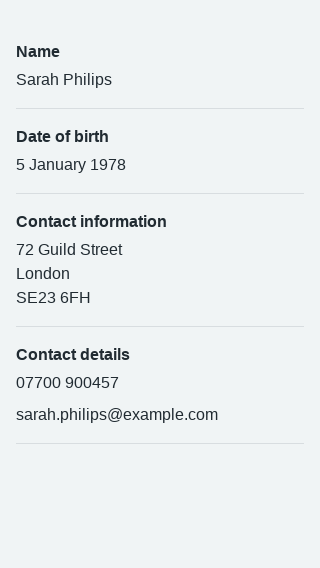 Name
Sarah Philips
Date of birth
5 January 1978
Contact information
72 Guild Street
London
SE23 6FH
Contact details
07700 900457
sarah.philips@example.com